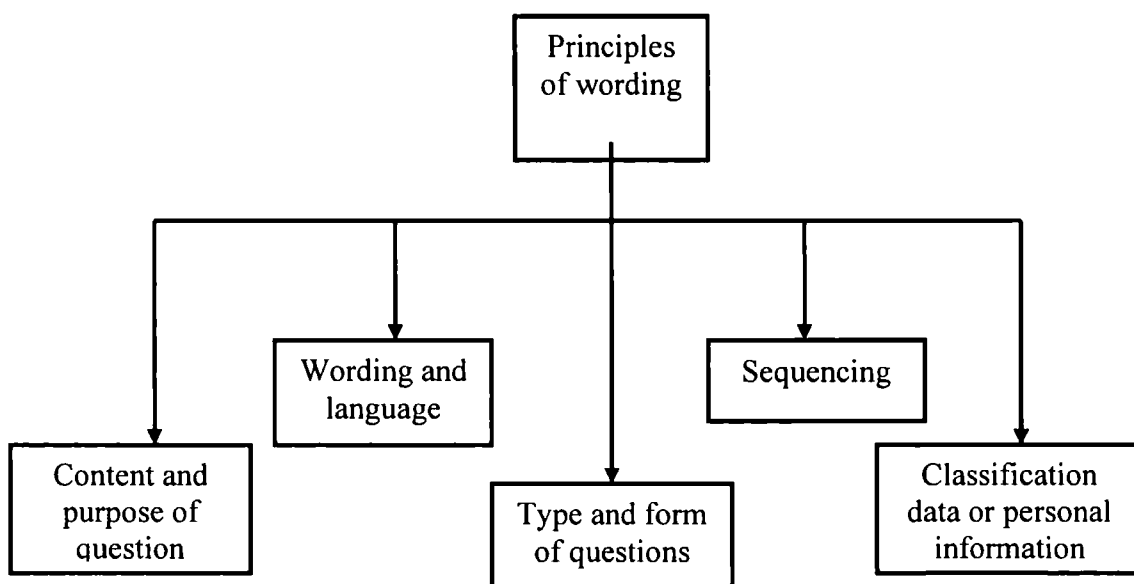 Principles
of wording
Wording and
language
Sequencing
Content and
purpose of
question
Type and form
of questions
Classification
data or personal
information